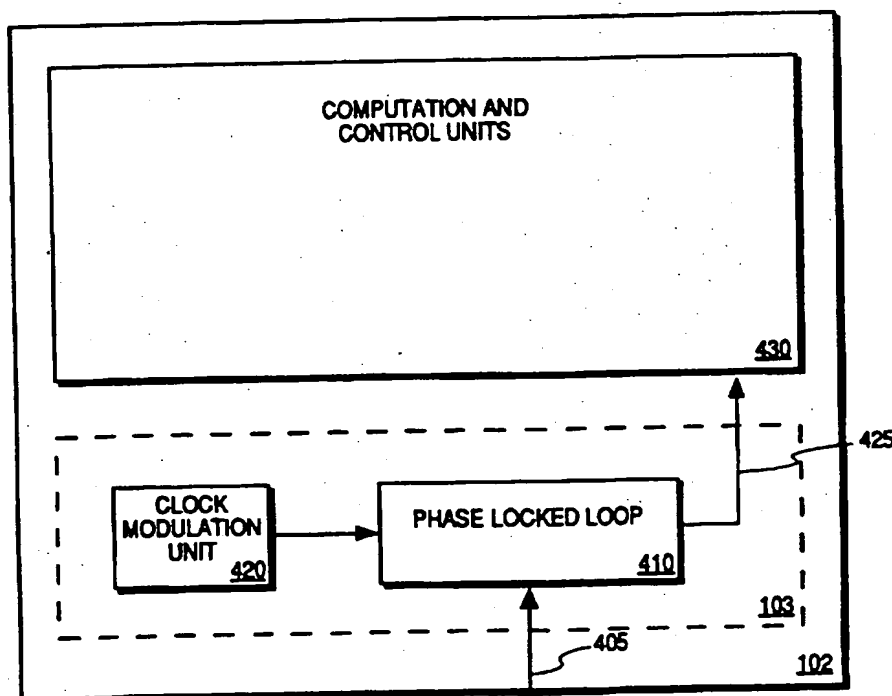 COMPUTATION AND
CONTROL UNITS
430
425
CLOCK
MODULATION
UNIT
420
PHASE LOCKED LOOP
410
103
405
102